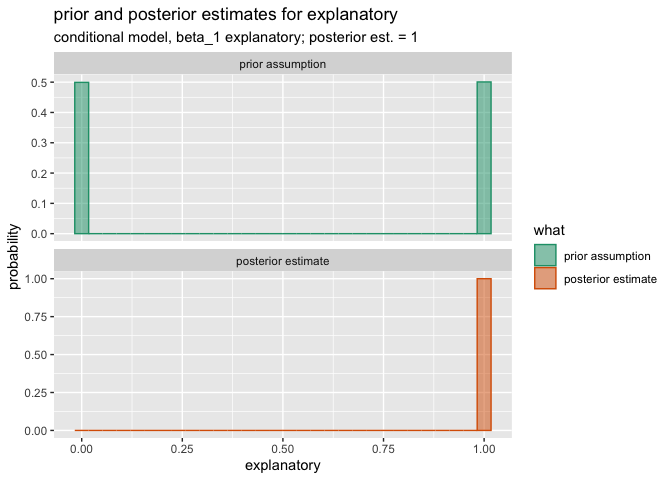 prior and posterior estimates for explanatory
conditional model, beta_1 explanatory; posterior est. = 1
prior assumption
0.5
0.4
0.3
0.2
0.1
0.0
probability
posterior estimate
1.00
0.75
0.50
0.25
0.00
0.00 0.25 0.50 0.75 1.00
explanatory
what
prior assumption
posterior estimate